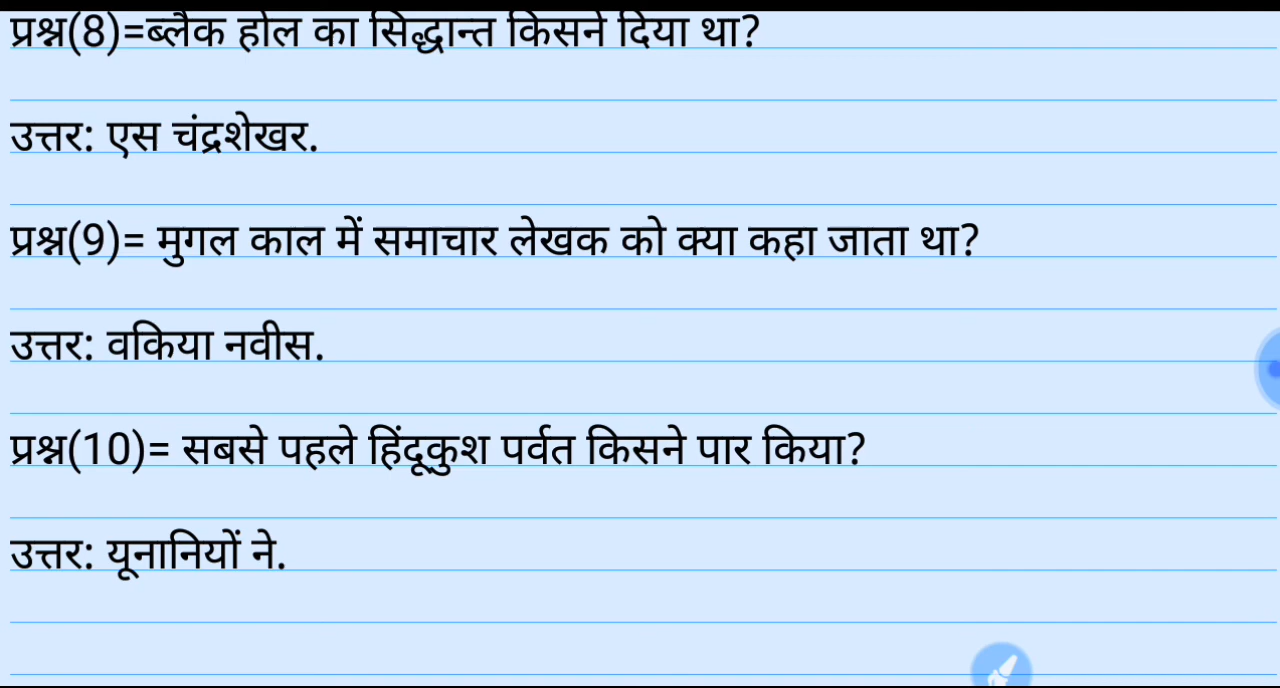 प्रश्न(8)=ब्लैक होल का सिद्धान्त किसने दिया था?
उत्तर: एस चंद्रशेखर.
प्रश्न(9)= मुगल काल में समाचार लेखक को क्या कहा जाता था?
उत्तर: वकिया नवीस.
प्रश्न(10)= सबसे पहले हिंदूकुश पर्वत किसने पार किया?
उत्तर: यूनानियों ने.